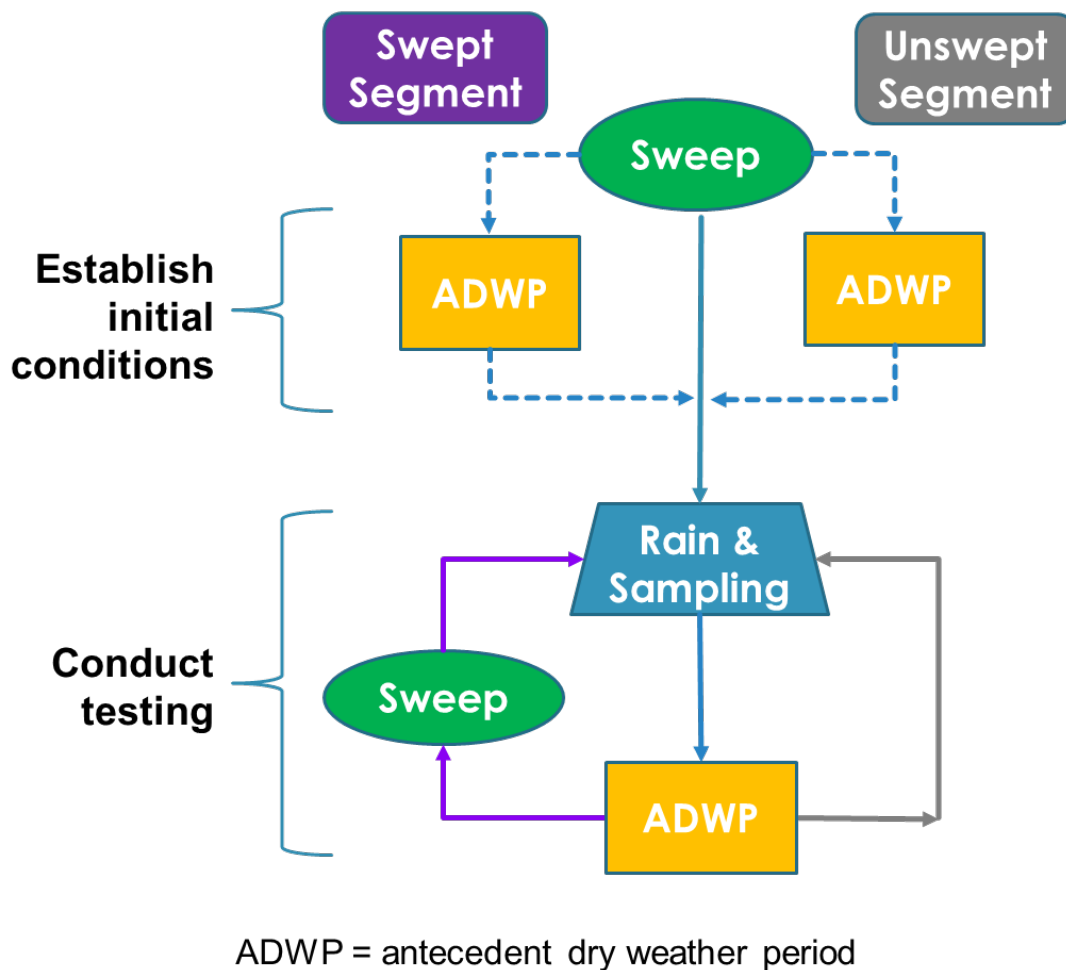 Swept
Segment
Unswept
Segment
Sweep
Establish
initial
conditions
ADWP
ADWP
Rain &
Sampling
Conduct
testing
Sweep
ADWP
ADWP = antecedent dry weather period